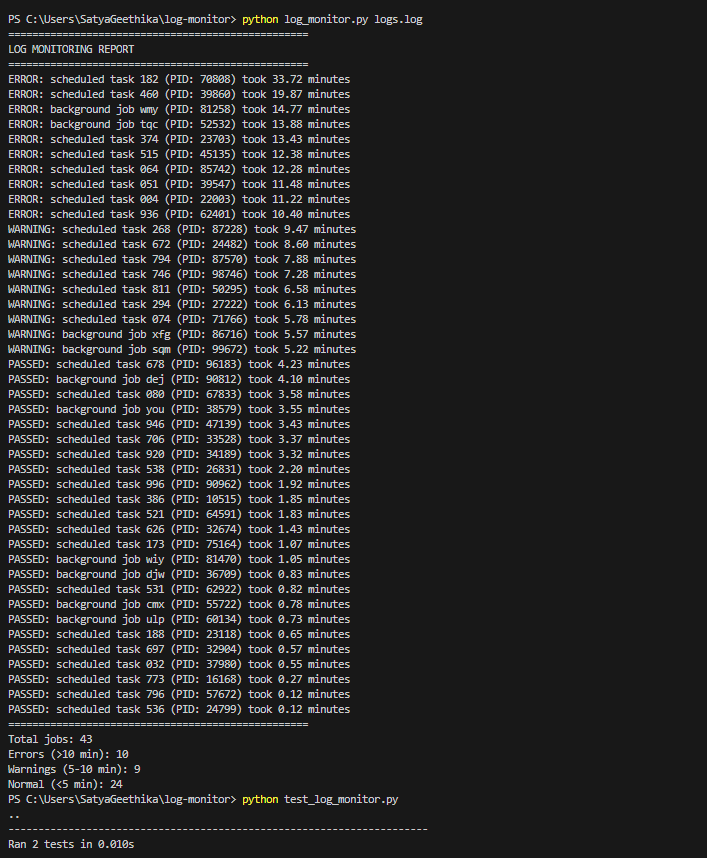 PS C:\Users\SatyaGeethika\log-monitor> python log_monitor.py logs.log
==================================================
LOG MONITORING REPORT
==================================================
ERROR: scheduled task 182 (PID: 70808) took 33.72 minutes
ERROR: scheduled task 460 (PID: 39860) took 19.87 minutes
ERROR: background job wmy (PID: 81258) took 14.77 minutes
ERROR: background job tqc (PID: 52532) took 13.88 minutes
ERROR: scheduled task 374 (PID: 23703) took 13.43 minutes
ERROR: scheduled task 515 (PID: 45135) took 12.38 minutes
ERROR: scheduled task 064 (PID: 85742) took 12.28 minutes
ERROR: scheduled task 051 (PID: 39547) took 11.48 minutes
ERROR: scheduled task 004 (PID: 22003) took 11.22 minutes
ERROR: scheduled task 936 (PID: 62401) took 10.40 minutes
WARNING: scheduled task 268 (PID: 87228) took 9.47 minutes
WARNING: scheduled task 672 (PID: 24482) took 8.60 minutes
WARNING: scheduled task 794 (PID: 87570) took 7.88 minutes
WARNING: scheduled task 746 (PID: 98746) took 7.28 minutes
WARNING: scheduled task 811 (PID: 50295) took 6.58 minutes
WARNING: scheduled task 294 (PID: 27222) took 6.13 minutes
WARNING: scheduled task 074 (PID: 71766) took 5.78 minutes
WARNING: background job xfg (PID: 86716) took 5.57 minutes
WARNING: background job sqm (PID: 99672) took 5.22 minutes
PASSED: scheduled task 678 (PID: 96183) took 4.23 minutes
PASSED: background job dej (PID: 90812) took 4.10 minutes
PASSED: scheduled task 080 (PID: 67833) took 3.58 minutes
PASSED: background job you (PID: 38579) took 3.55 minutes
PASSED: scheduled task 946 (PID: 47139) took 3.43 minutes
PASSED: scheduled task 706 (PID: 33528) took 3.37 minutes
PASSED: scheduled task 920 (PID: 34189) took 3.32 minutes
PASSED: scheduled task 538 (PID: 26831) took 2.20 minutes
PASSED: scheduled task 996 (PID: 90962) took 1.92 minutes
PASSED: scheduled task 386 (PID: 10515) took 1.85 minutes
PASSED: scheduled task 521 (PID: 64591) took 1.83 minutes
PASSED: scheduled task 626 (PID: 32674) took 1.43 minutes
PASSED: scheduled task 173 (PID: 75164) took 1.07 minutes
PASSED: background job wiy (PID: 81470) took 1.05 minutes
PASSED: background job djw (PID: 36709) took 0.83 minutes
PASSED: scheduled task 531 (PID: 62922) took 0.82 minutes
PASSED: background job cmx (PID: 55722) took 0.78 minutes
PASSED: background job ulp (PID: 60134) took 0.73 minutes
PASSED: scheduled task 188 (PID: 23118) took 0.65 minutes
PASSED: scheduled task 697 (PID: 32904) took 0.57 minutes
PASSED: scheduled task 032 (PID: 37980) took 0.55 minutes
PASSED: scheduled task 773 (PID: 16168) took 0.27 minutes
PASSED: scheduled task 796 (PID: 57672) took 0.12 minutes
PASSED: scheduled task 536 (PID: 24799) took 0.12 minutes
==================================================
Total jobs: 43
Errors (>10 min): 10
Warnings (5-10 min): 9
Normal (<5 min): 24
PS C:\Users\SatyaGeethika\log-monitor> python test_log_monitor.py
..
----------------------------------------------------------------------
Ran 2 tests in 0.010s